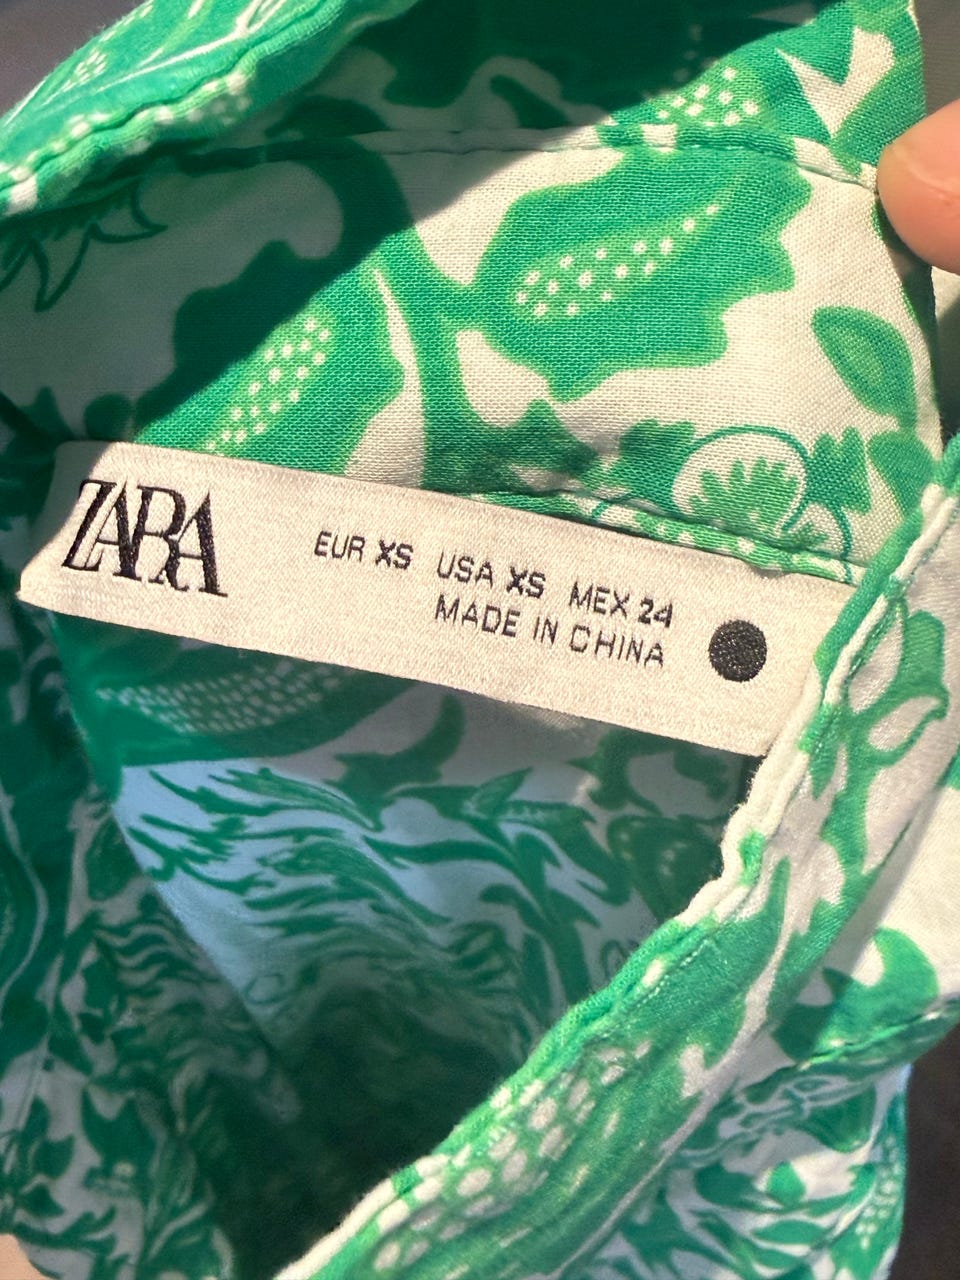 ZARA
EUR XS USA XS MEX 24
MADE IN CHINA